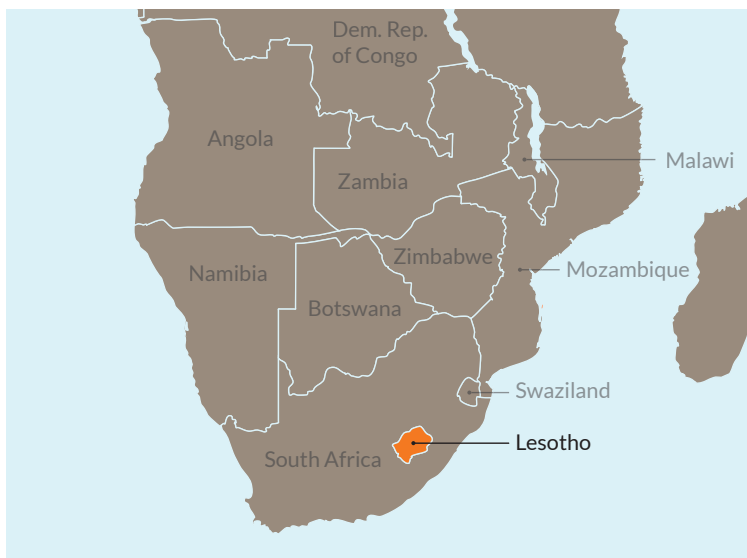 Dem. Rep.
of Congo
Angola
Malawi
Zambia
Zimbabwe
Mozambique
Namibia
Botswana
Swaziland
Lesotho
South Africa